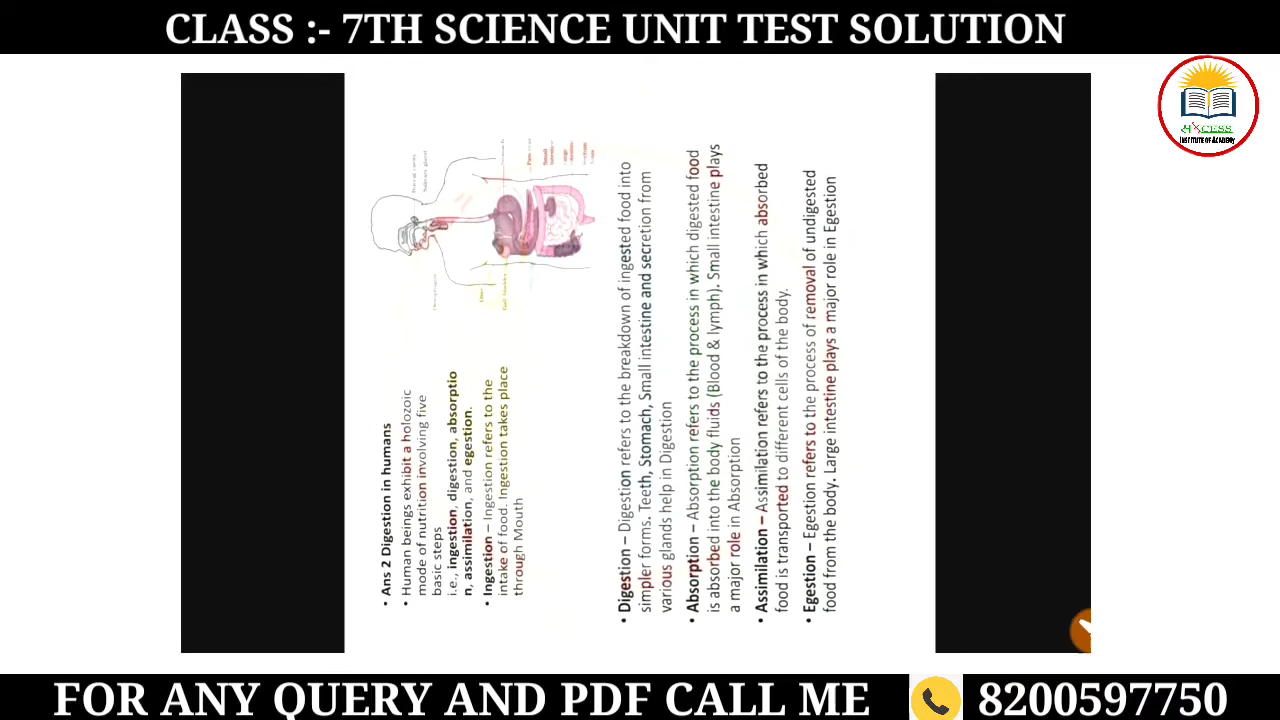 CLASS :- 7TH SCIENCE UNIT TEST SOLUTION
CESS
Institute of Academy
• Ans 2 Digestion in humans
• Human beings exhibit a holozoic
mode of nutrition involving five
basic steps
i.e., ingestion, digestion, absorptio
n, assimilation, and egestion.
• Ingestion – Ingestion refers to the
intake of food. Ingestion takes place
through Mouth
Salivary gland
Small
• Digestion – Digestion refers to the breakdown of ingested food into
simpler forms. Teeth, Stomach, Small intestine and secretion from
various glands help in Digestion
• Absorption – Absorption refers to the process in which digested food
is absorbed into the body fluids (Blood & lymph). Small intestine plays
a major role in Absorption
• Assimilation – Assimilation refers to the process in which absorbed
food is transported to different cells of the body.
• Egestion – Egestion refers to the process of removal of undigested
food from the body. Large intestine plays a major role in Egestion
FOR ANY QUERY AND PDF CALL ME 8200597750